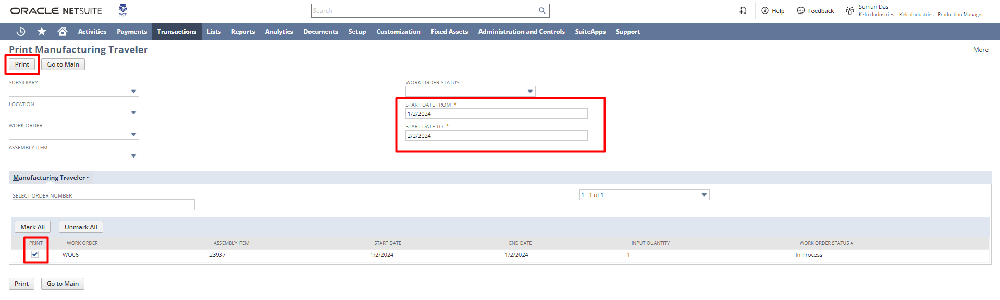 ORACLE NETSUITE
WCT
Search
Help
Feedback
Suman Das
Kelco Industries - KelcoIndustries - Production Manager
Activities Payments Transactions Lists Reports Analytics Documents Setup Customization Fixed Assets Administration and Controls SuiteApps Support
Print Manufacturing Traveler
More
Print Go to Main
SUBSIDIARY
LOCATION
WORK ORDER
ASSEMBLY ITEM
WORK ORDER STATUS
START DATE FROM *
1/2/2024
START DATE TO *
2/2/2024
Manufacturing Traveler •
SELECT ORDER NUMBER
1 - 1 of 1
Mark All Unmark All
PRINT WORK ORDER ASSEMBLY ITEM START DATE END DATE INPUT QUANTITY WORK ORDER STATUS ▲
WO06 23937 1/2/2024 1/2/2024 1 In Process
Print Go to Main